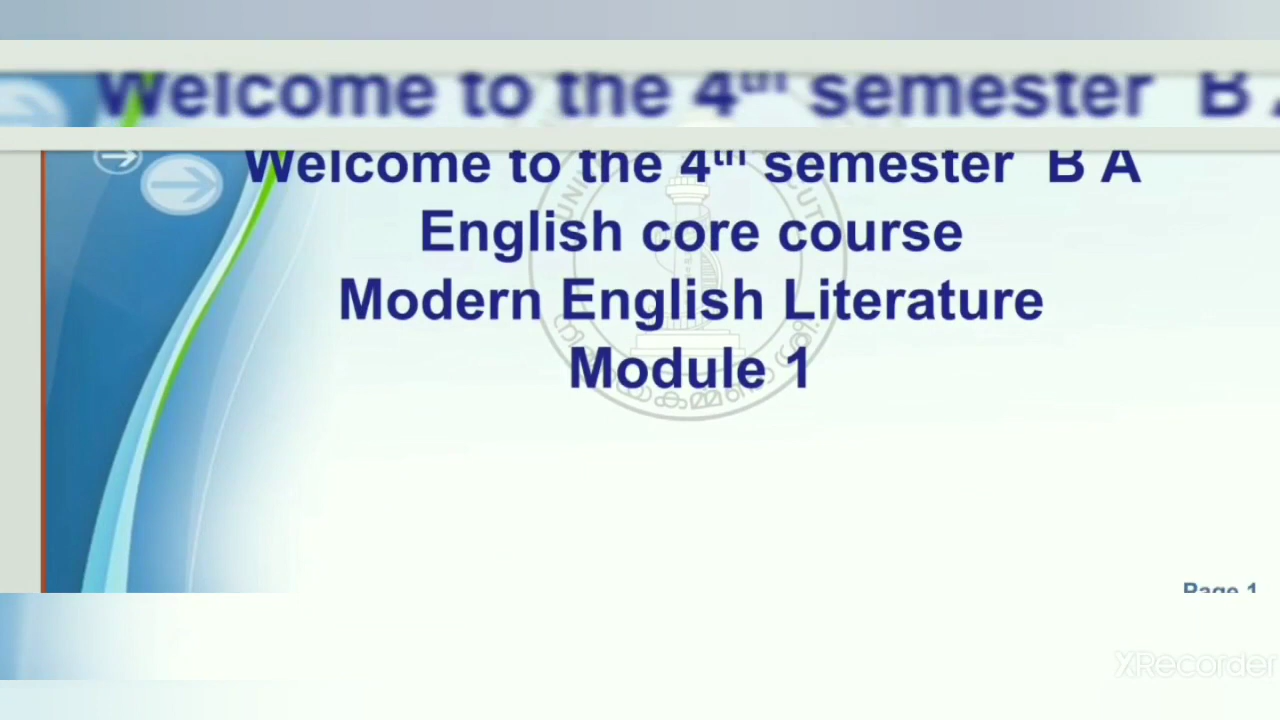 Welcome to the 4th semester B
Welcome to the 4th semester B A
English core course
Modern English Literature
Module 1
Page 1
XRecorder